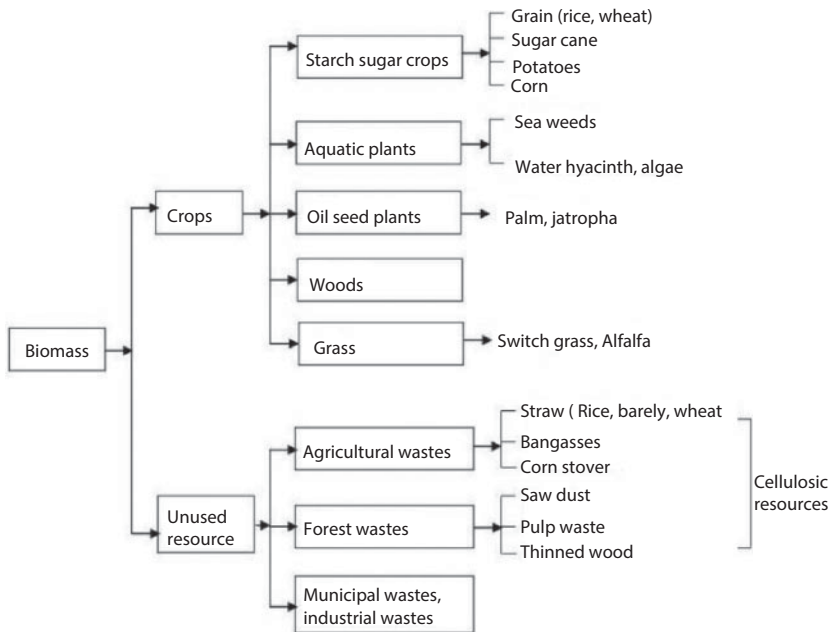 Grain (rice, wheat)
Sugar cane
Starch sugar crops
Potatoes
Corn
Sea weeds
Aquatic plants
Water hyacinth, algae
Crops
Oil seed plants
Palm, jatropha
Woods
Biomass
Grass
Switch grass, Alfalfa
Straw ( Rice, barely, wheat
Agricultural wastes
Bangasses
Corn stover
Cellulosic
resources
Unused
resource
Forest wastes
Saw dust
Pulp waste
Thinned wood
Municipal wastes,
industrial wastes